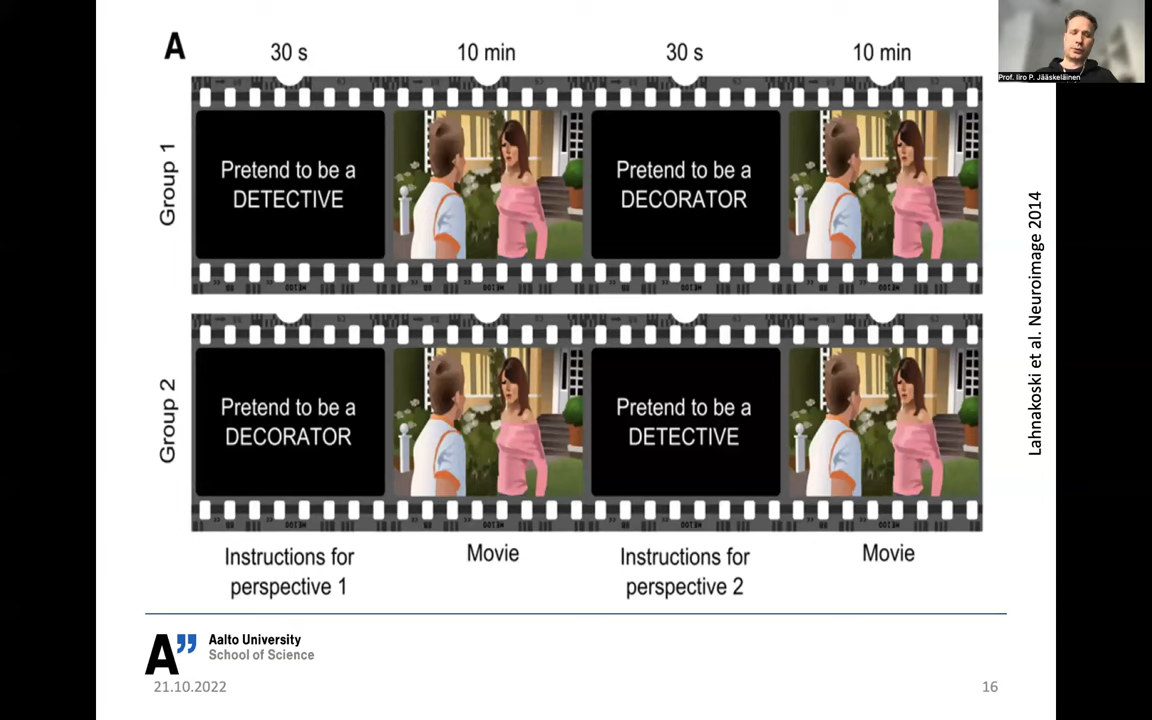 A
30 s
10 min
30 s
10 min
Prof. Iiro P. Jääskeläinen
Group 1
Pretend to be a
DETECTIVE
Pretend to be a
DECORATOR
Group 2
Pretend to be a
DECORATOR
Pretend to be a
DETECTIVE
Lahnakoski et al. Neuroimage 2014
Instructions for
perspective 1
Movie
Instructions for
perspective 2
Movie
A”
Aalto University
School of Science
21.10.2022
16